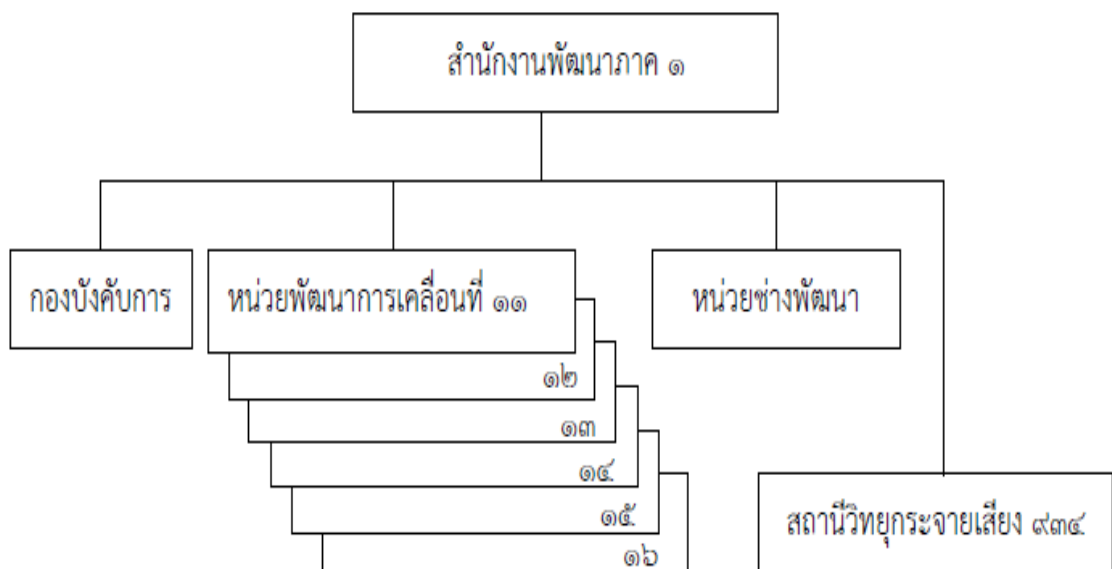 สำนักงานพัฒนาภาค ๑
กองบังคับการ
หน่วยพัฒนาการเคลื่อนที่ ๑๑
หน่วยช่างพัฒนา
๑๒
๑๓
๑๔
๑๕
๑๖
สถานีวิทยุกระจายเสียง ๙๓๔